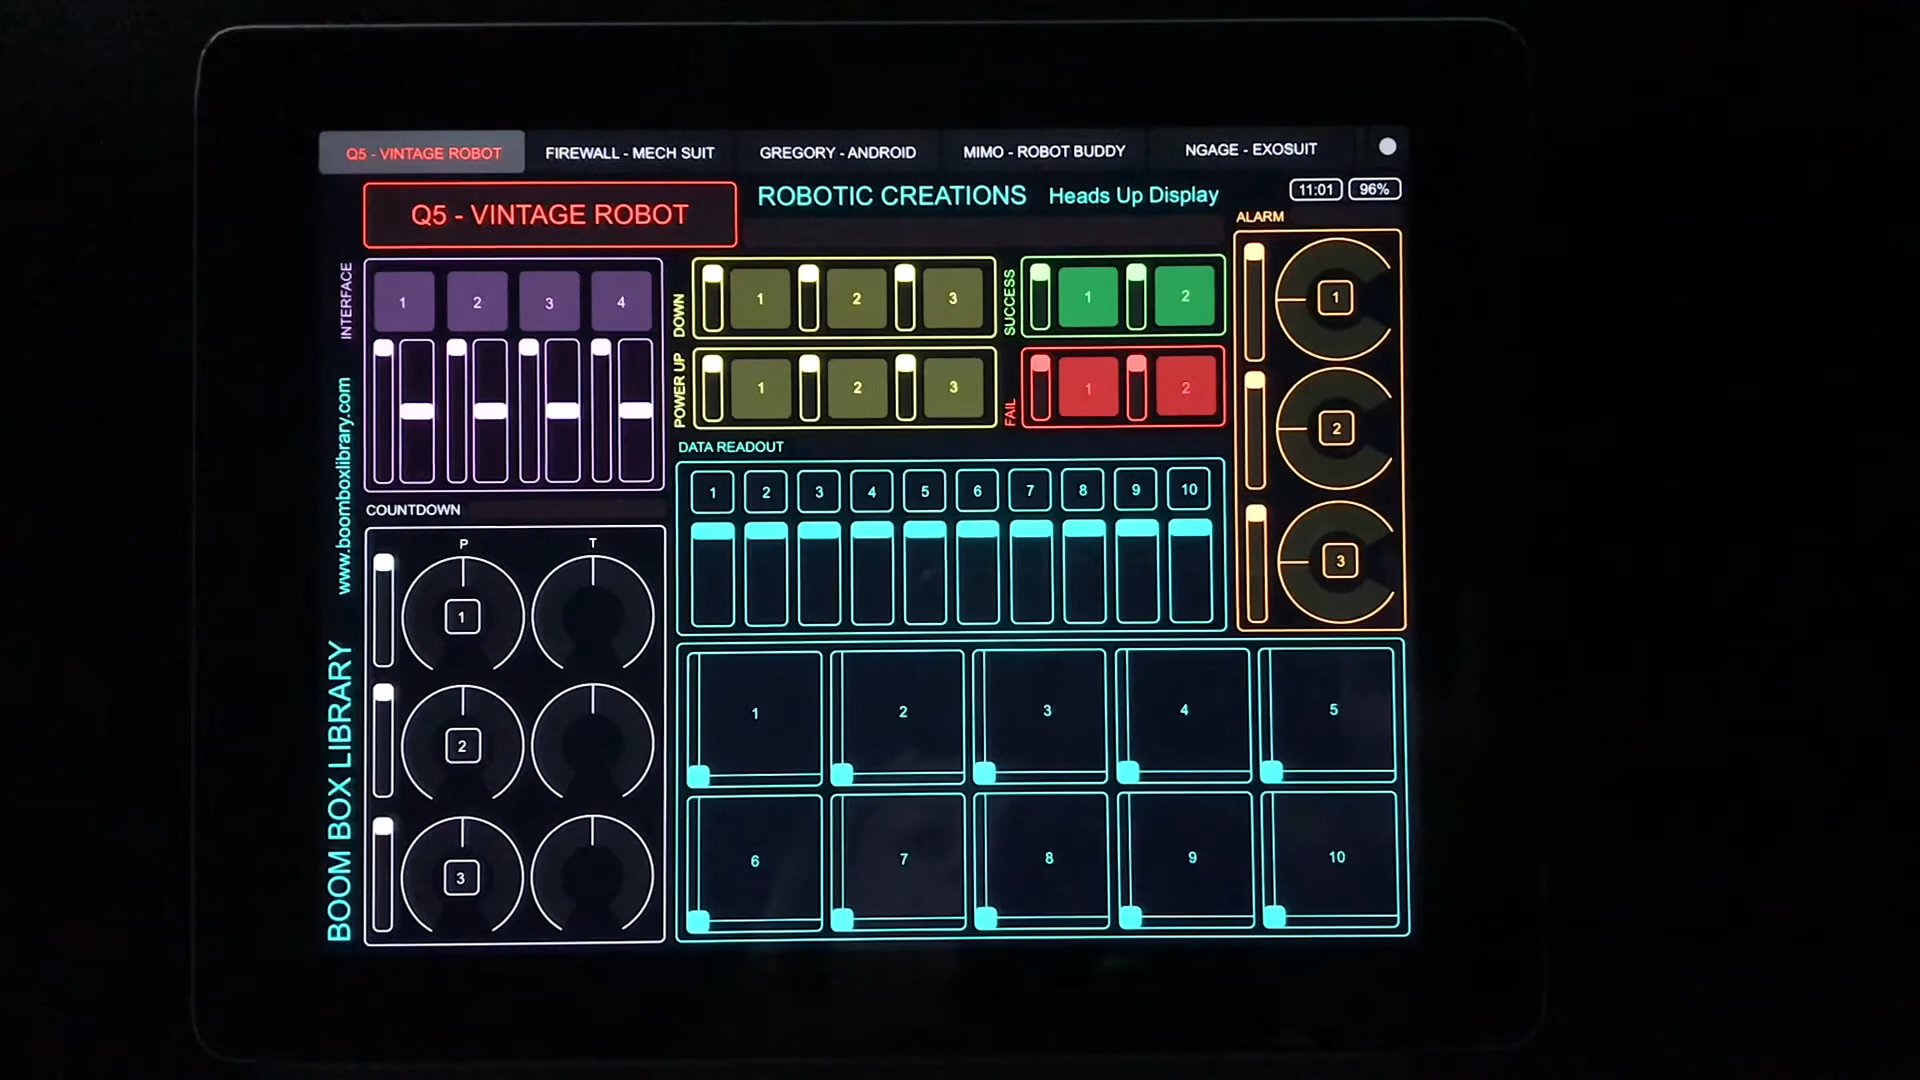 Q5 - VINTAGE ROBOT FIREWALL - MECH SUIT GREGORY - ANDROID MIMO - ROBOT BUDDY NGAGE - EXOSUIT
Q5 - VINTAGE ROBOT
ROBOTIC CREATIONS Heads Up Display
11:01 96%
INTERFACE
1 2 3 4
DOWN
1 2 3
SUCCESS
1 2
POWER UP
1 2 3
FAIL
1 2
ALARM
1
2
3
www.boomboxlibrary.com
BOOM BOX LIBRARY
COUNTDOWN
P T
1
2
3
DATA READOUT
1 2 3 4 5 6 7 8 9 10
1 2 3 4 5
6 7 8 9 10